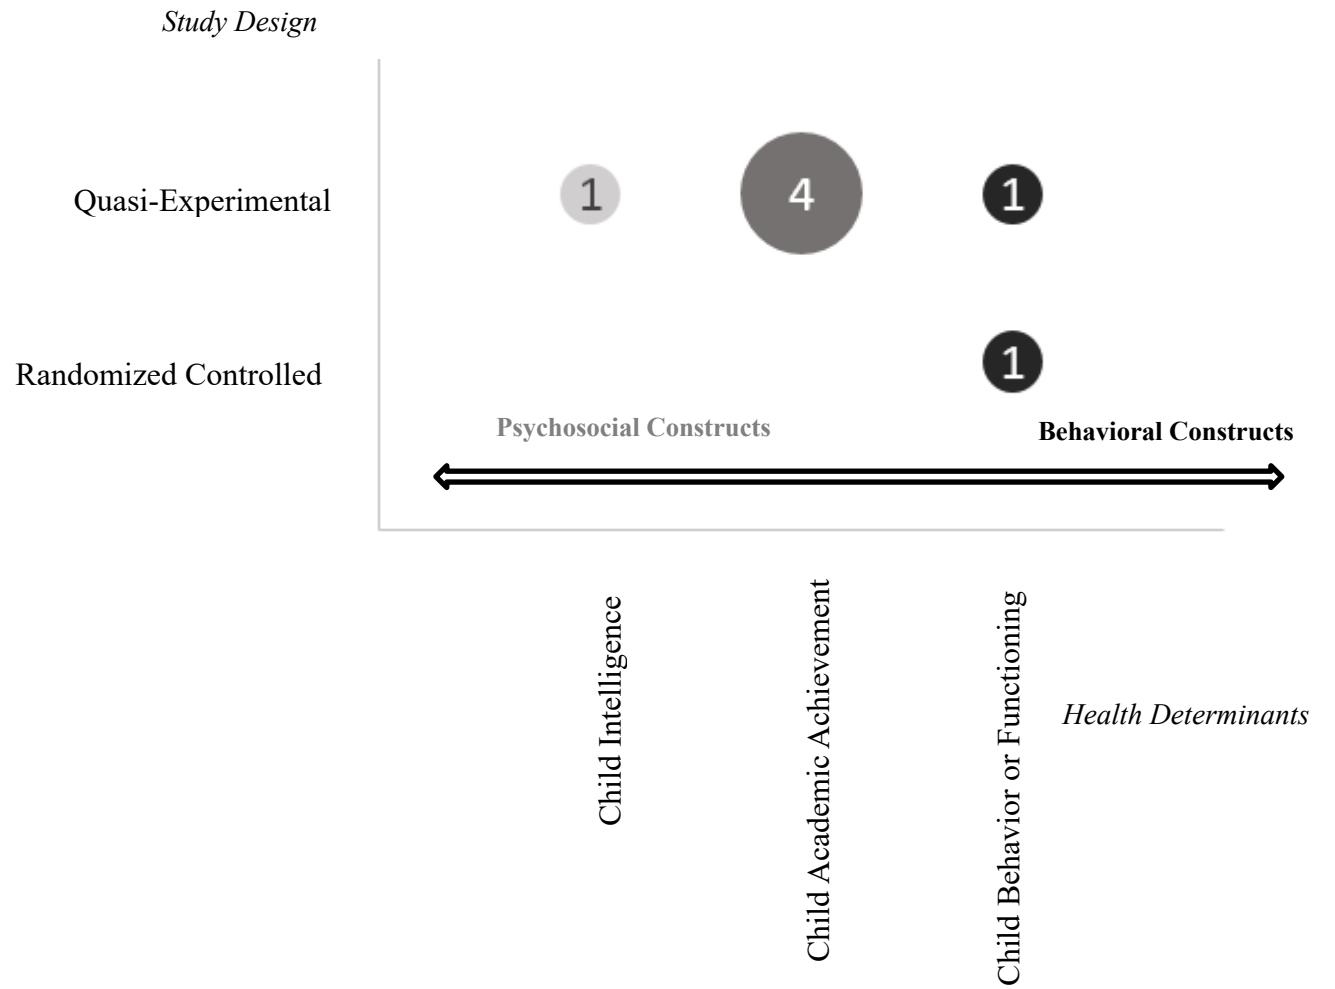 Study Design
Quasi-Experimental
1
4
1
Randomized Controlled
1
Psychosocial Constructs
Behavioral Constructs
Child Intelligence
Child Academic Achievement
Child Behavior or Functioning
Health Determinants